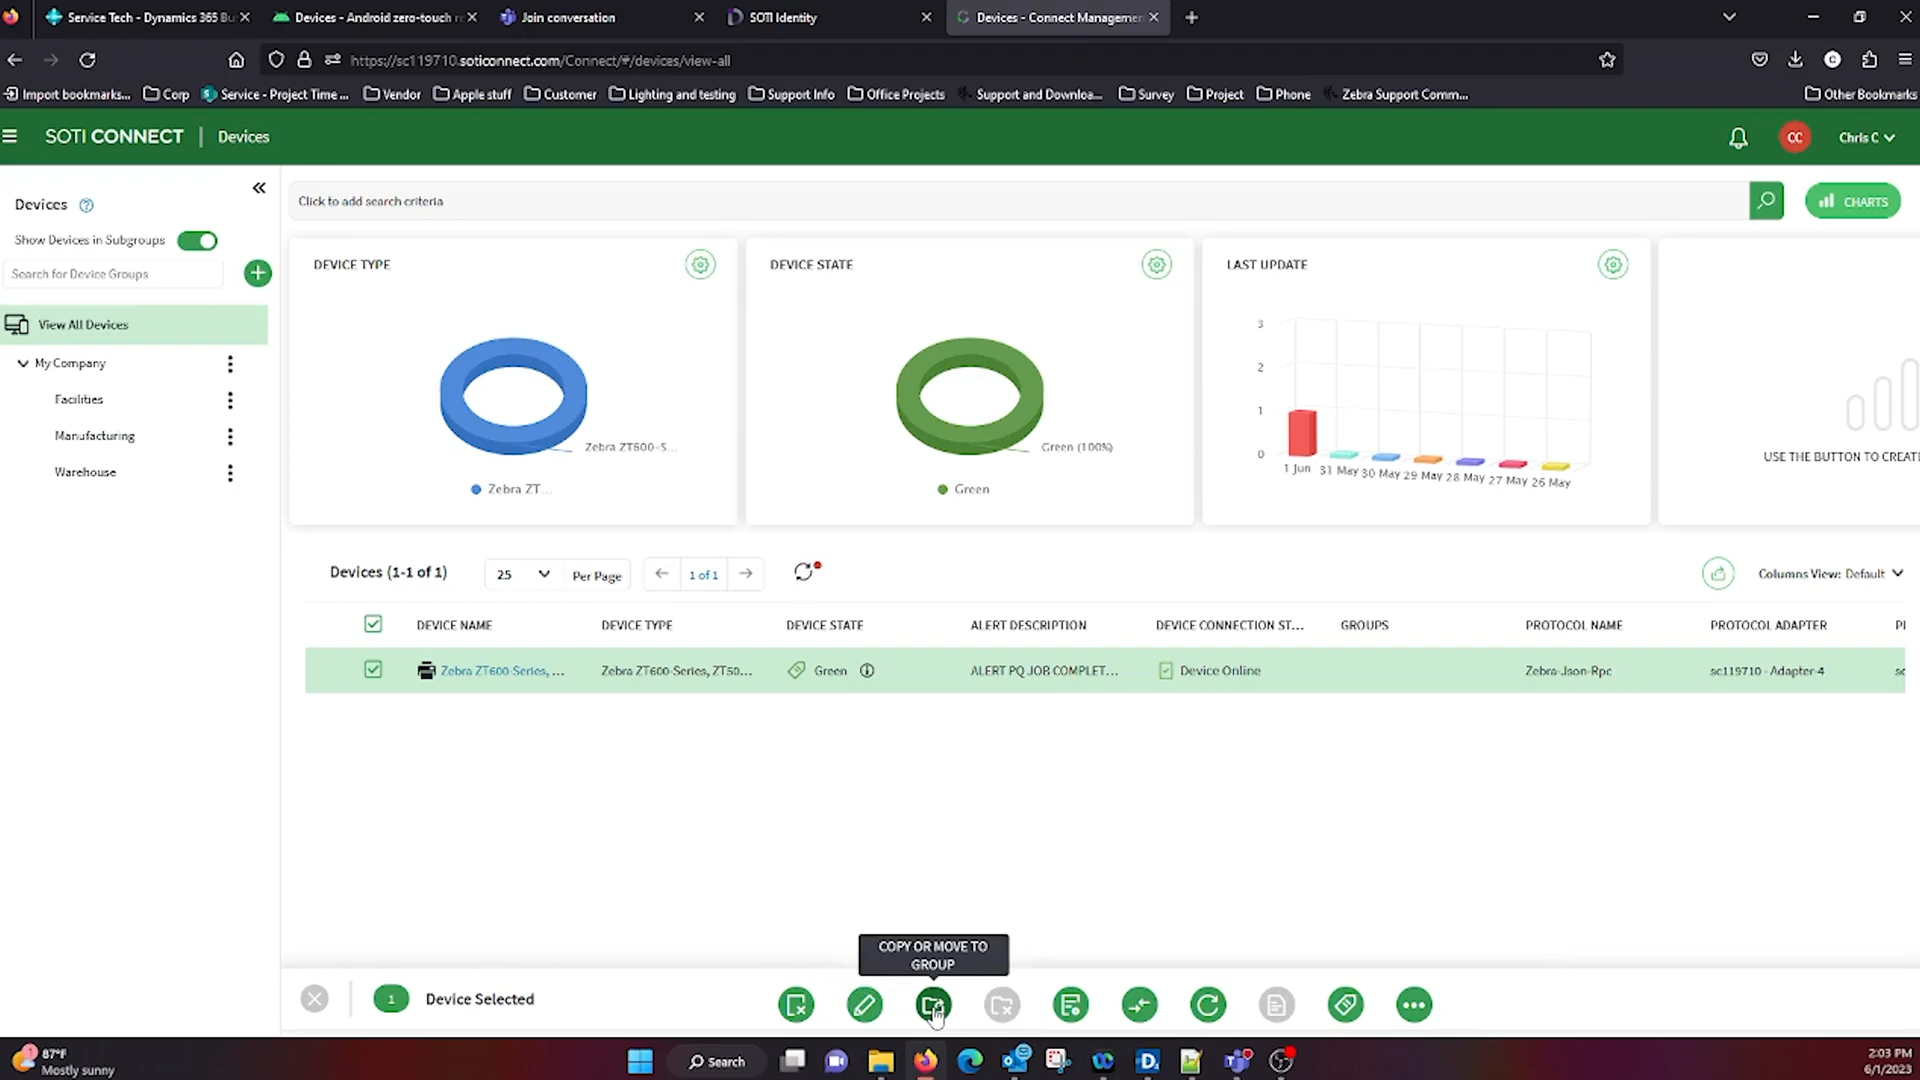 Service Tech - Dynamics 365 Bu
Devices - Android zero-touch
Join conversation
SOTI Identity
Devices - Connect Managemen
https://sc119710.soticonnect.com/Connect/#/devices/view-all
Import bookmarks...
Corp
Service - Project Time ...
Vendor
Apple stuff
Customer
Lighting and testing
Support Info
Office Projects
Support and Downloa...
Survey
Project
Phone
Zebra Support Comm...
Other Bookmarks
SOTI CONNECT | Devices
CC
Chris C
Devices
Click to add search criteria
CHARTS
Show Devices in Subgroups
Search for Device Groups
View All Devices
My Company
Facilities
Manufacturing
Warehouse
DEVICE TYPE
Zebra ZT600-S...
Zebra ZT...
DEVICE STATE
Green (100%)
Green
LAST UPDATE
3
2
1
0
1 Jun 31 May 30 May 29 May 28 May 27 May 26 May
USE THE BUTTON TO CREATE
Devices (1-1 of 1)
25
Per Page
1 of 1
Columns View: Default
DEVICE NAME DEVICE TYPE DEVICE STATE ALERT DESCRIPTION DEVICE CONNECTION ST... GROUPS PROTOCOL NAME PROTOCOL ADAPTER
Zebra ZT600-Series, ... Zebra ZT600-Series, ZT50... Green ALERT PQ JOB COMPLET... Device Online Zebra-Json-Rpc sc119710 - Adapter-4 sc
COPY OR MOVE TO
GROUP
1 Device Selected
87°F
Mostly sunny
Search
2:03 PM
6/1/2023